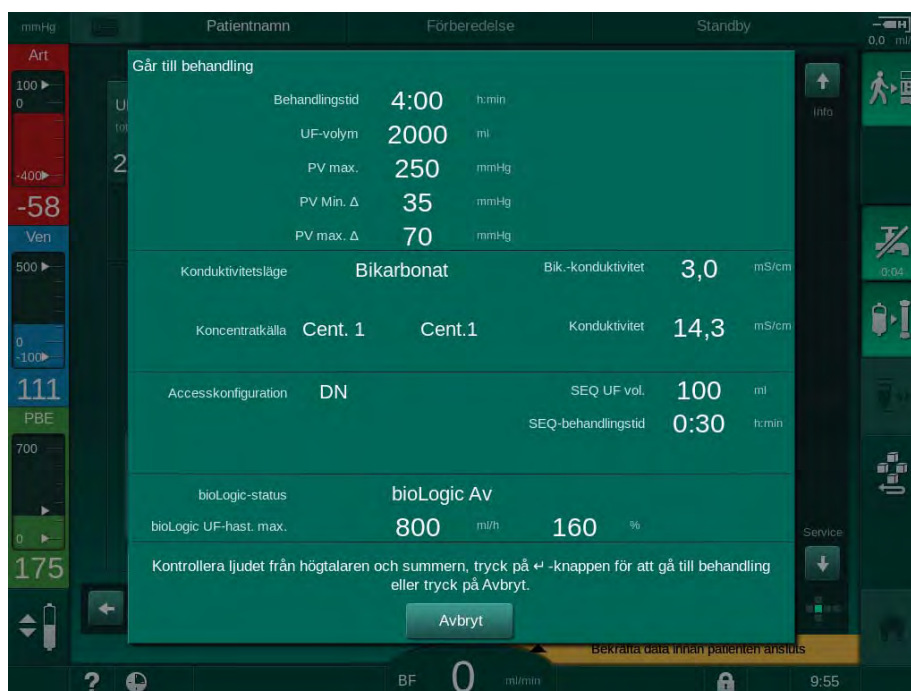 mmHg Patientnamn Förberedelse Standby
0,0 ml/
Art
100
0
-400
-58
Ven
500
0
-100
111
PBE
700
0
175
Går till behandling
Behandlingstid 4:00 h:min
UF-volym 2000 ml
PV max. 250 mmHg
PV Min. Δ 35 mmHg
PV max. Δ 70 mmHg
Konduktivitetsläge Bikarbonat Bik.-konduktivitet 3,0 mS/cm
Koncentratkälla Cent. 1 Cent.1 Konduktivitet 14,3 mS/cm
Accesskonfiguration DN SEQ UF vol. 100 ml
SEQ-behandlingstid 0:30 h:min
bioLogic-status bioLogic Av
bioLogic UF-hast. max. 800 ml/h 160 %
Kontrollera ljudet från högtalaren och summern, tryck på ↵ -knappen för att gå till behandling
eller tryck på Avbryt.
Avbryt
Info
Service
0:04
Bekräfta data innan patienten ansluts
? BF 0 ml/min 9:55